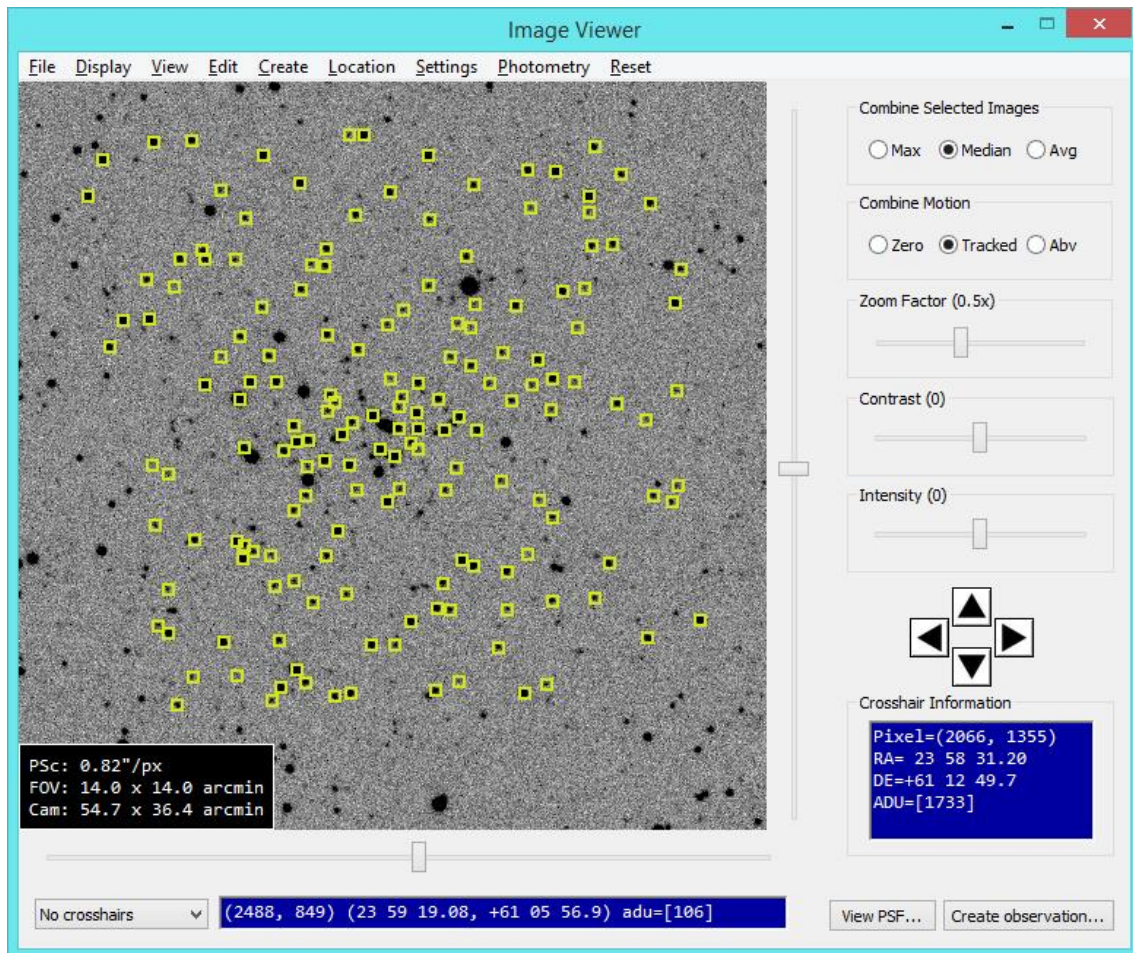 Image Viewer
File Display View Edit Create Location Settings Photometry Reset
Combine Selected Images
Max Median Avg
Combine Motion
Zero Tracked Abv
Zoom Factor (0.5x)
Contrast (0)
Intensity (0)
Crosshair Information
Pixel=(2066, 1355)
RA= 23 58 31.20
DE=+61 12 49.7
ADU=[1733]
PSc: 0.82"/px
FOV: 14.0 x 14.0 arcmin
Cam: 54.7 x 36.4 arcmin
No crosshairs
(2488, 849) (23 59 19.08, +61 05 56.9) adu=[106]
View PSF... Create observation...